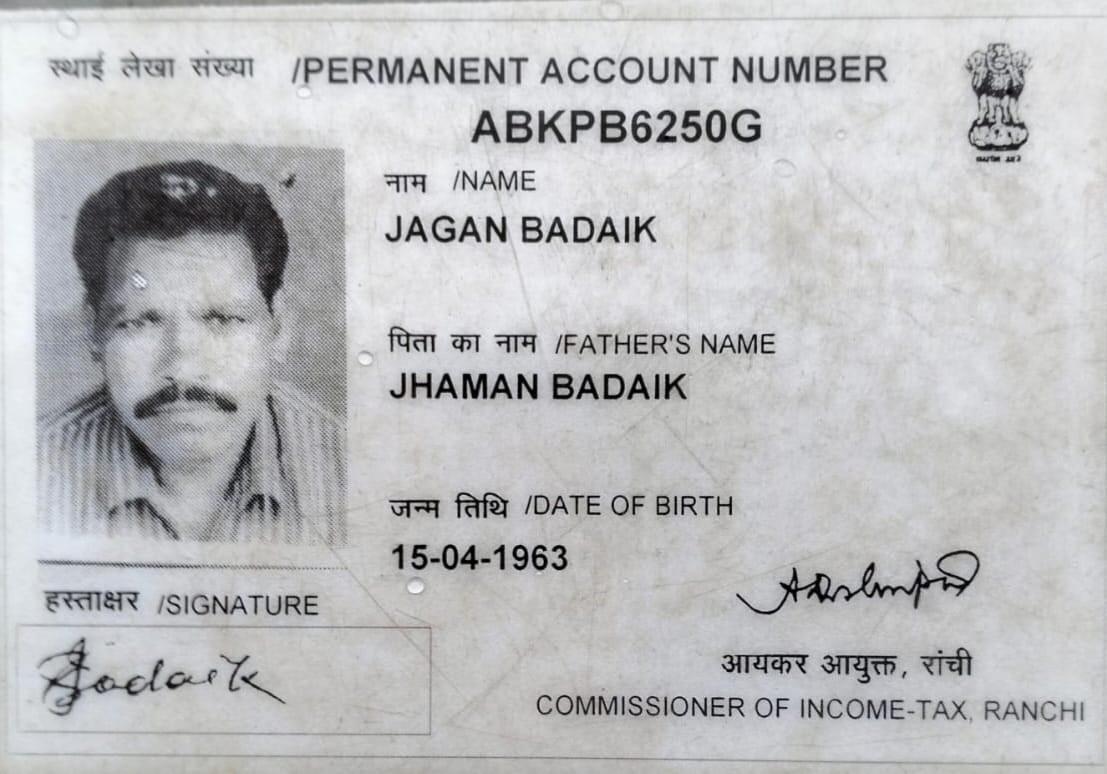 स्थाई लेखा संख्या /PERMANENT ACCOUNT NUMBER
ABKPB6250G
नाम /NAME
JAGAN BADAIK
पिता का नाम /FATHER'S NAME
JHAMAN BADAIK
जन्म तिथि /DATE OF BIRTH
15-04-1963
हस्ताक्षर /SIGNATURE
Badaik
आयकर आयुक्त, रांची
COMMISSIONER OF INCOME-TAX, RANCHI